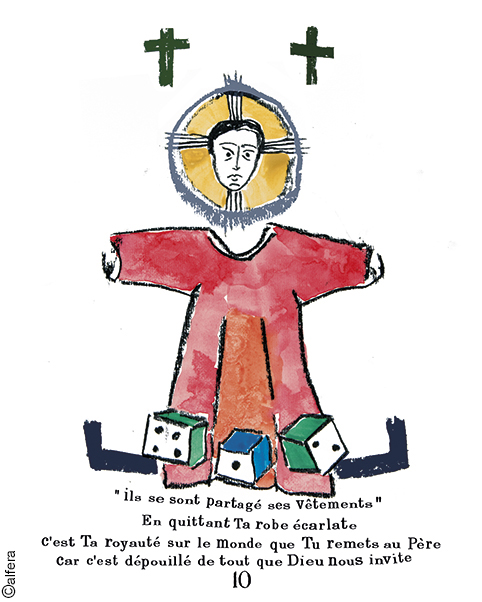 "Ils se sont partagé ses Vêtements"
En quittant Ta robe écarlate
c'est Ta royauté sur le monde que Tu remets au Père
car c'est dépouillé de tout que Dieu nous invite
10
©alfera